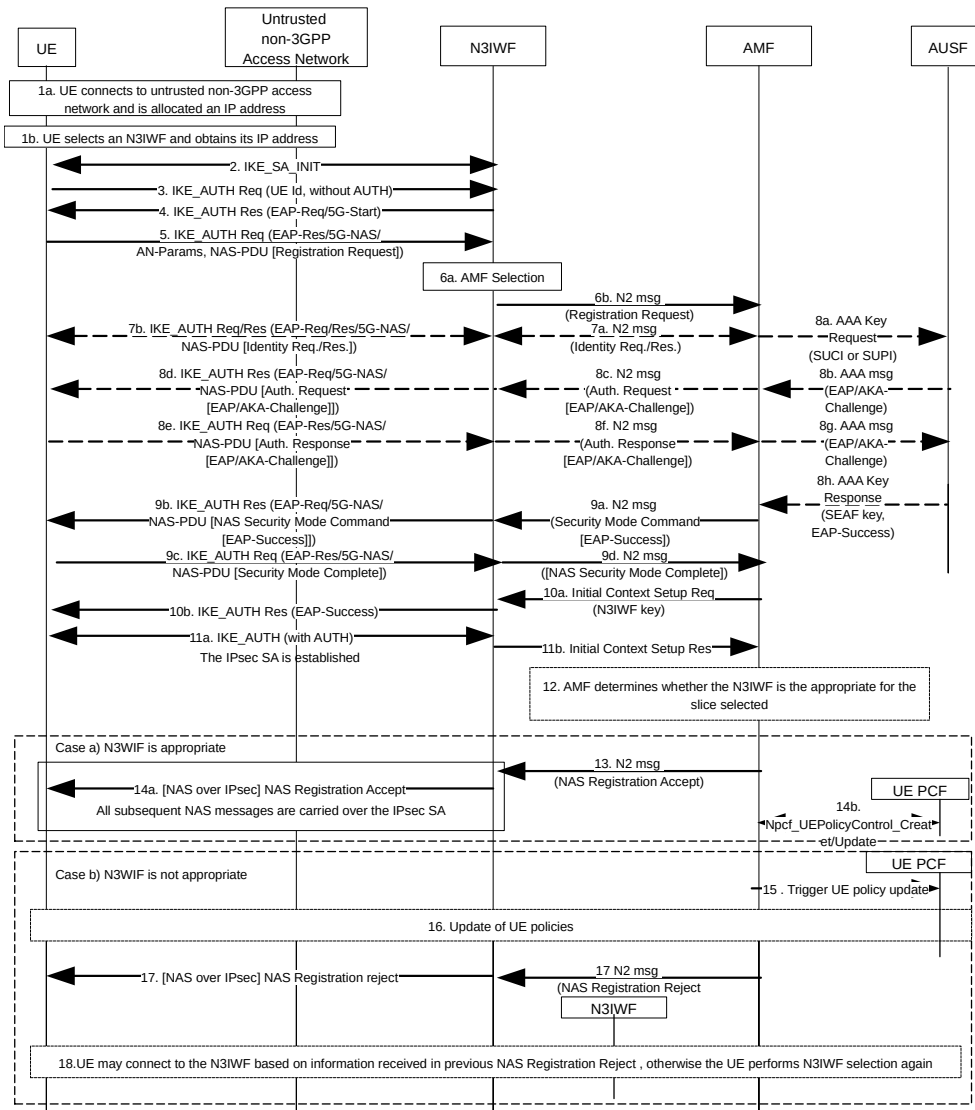 UE
Untrusted
non-3GPP
Access Network
N3IWF
AMF
AUSF
1a. UE connects to untrusted non-3GPP access
network and is allocated an IP address
1b. UE selects an N3IWF and obtains its IP address
2. IKE_SA_INIT
3. IKE_AUTH Req (UE Id, without AUTH)
4. IKE_AUTH Res (EAP-Req/5G-Start)
5. IKE_AUTH Req (EAP-Res/5G-NAS/
AN-Params, NAS-PDU [Registration Request])
6a. AMF Selection
6b. N2 msg
(Registration Request)
7b. IKE_AUTH Req/Res (EAP-Req/Res/5G-NAS/
NAS-PDU [Identity Req./Res.])
7a. N2 msg
(Identity Req./Res.)
8a. AAA Key
Request
(SUCI or SUPI)
8d. IKE_AUTH Res (EAP-Req/5G-NAS/
NAS-PDU [Auth. Request
[EAP/AKA-Challenge]])
8c. N2 msg
(Auth. Request
[EAP/AKA-Challenge])
8b. AAA msg
(EAP/AKA-
Challenge)
8e. IKE_AUTH Req (EAP-Res/5G-NAS/
NAS-PDU [Auth. Response
[EAP/AKA-Challenge]])
8f. N2 msg
(Auth. Response
[EAP/AKA-Challenge])
8g. AAA msg
(EAP/AKA-
Challenge)
8h. AAA Key
Response
(SEAF key,
EAP-Success)
9b. IKE_AUTH Res (EAP-Req/5G-NAS/
NAS-PDU [NAS Security Mode Command
[EAP-Success]])
9a. N2 msg
(Security Mode Command
[EAP-Success])
9c. IKE_AUTH Req (EAP-Res/5G-NAS/
NAS-PDU [Security Mode Complete])
9d. N2 msg
([NAS Security Mode Complete])
10a. Initial Context Setup Req
(N3IWF key)
10b. IKE_AUTH Res (EAP-Success)
11a. IKE_AUTH (with AUTH)
The IPsec SA is established
11b. Initial Context Setup Res
12. AMF determines whether the N3IWF is the appropriate for the
slice selected
Case a) N3WIF is appropriate
13. N2 msg
(NAS Registration Accept)
14a. [NAS over IPsec] NAS Registration Accept
All subsequent NAS messages are carried over the IPsec SA
UE PCF
14b.
Npcf_UEPolicyControl_Creat
et/Update
Case b) N3WIF is not appropriate
UE PCF
15 . Trigger UE policy update
16. Update of UE policies
17. [NAS over IPsec] NAS Registration reject
17 N2 msg
(NAS Registration Reject
N3IWF
18.UE may connect to the N3IWF based on information received in previous NAS Registration Reject , otherwise the UE performs N3IWF selection again